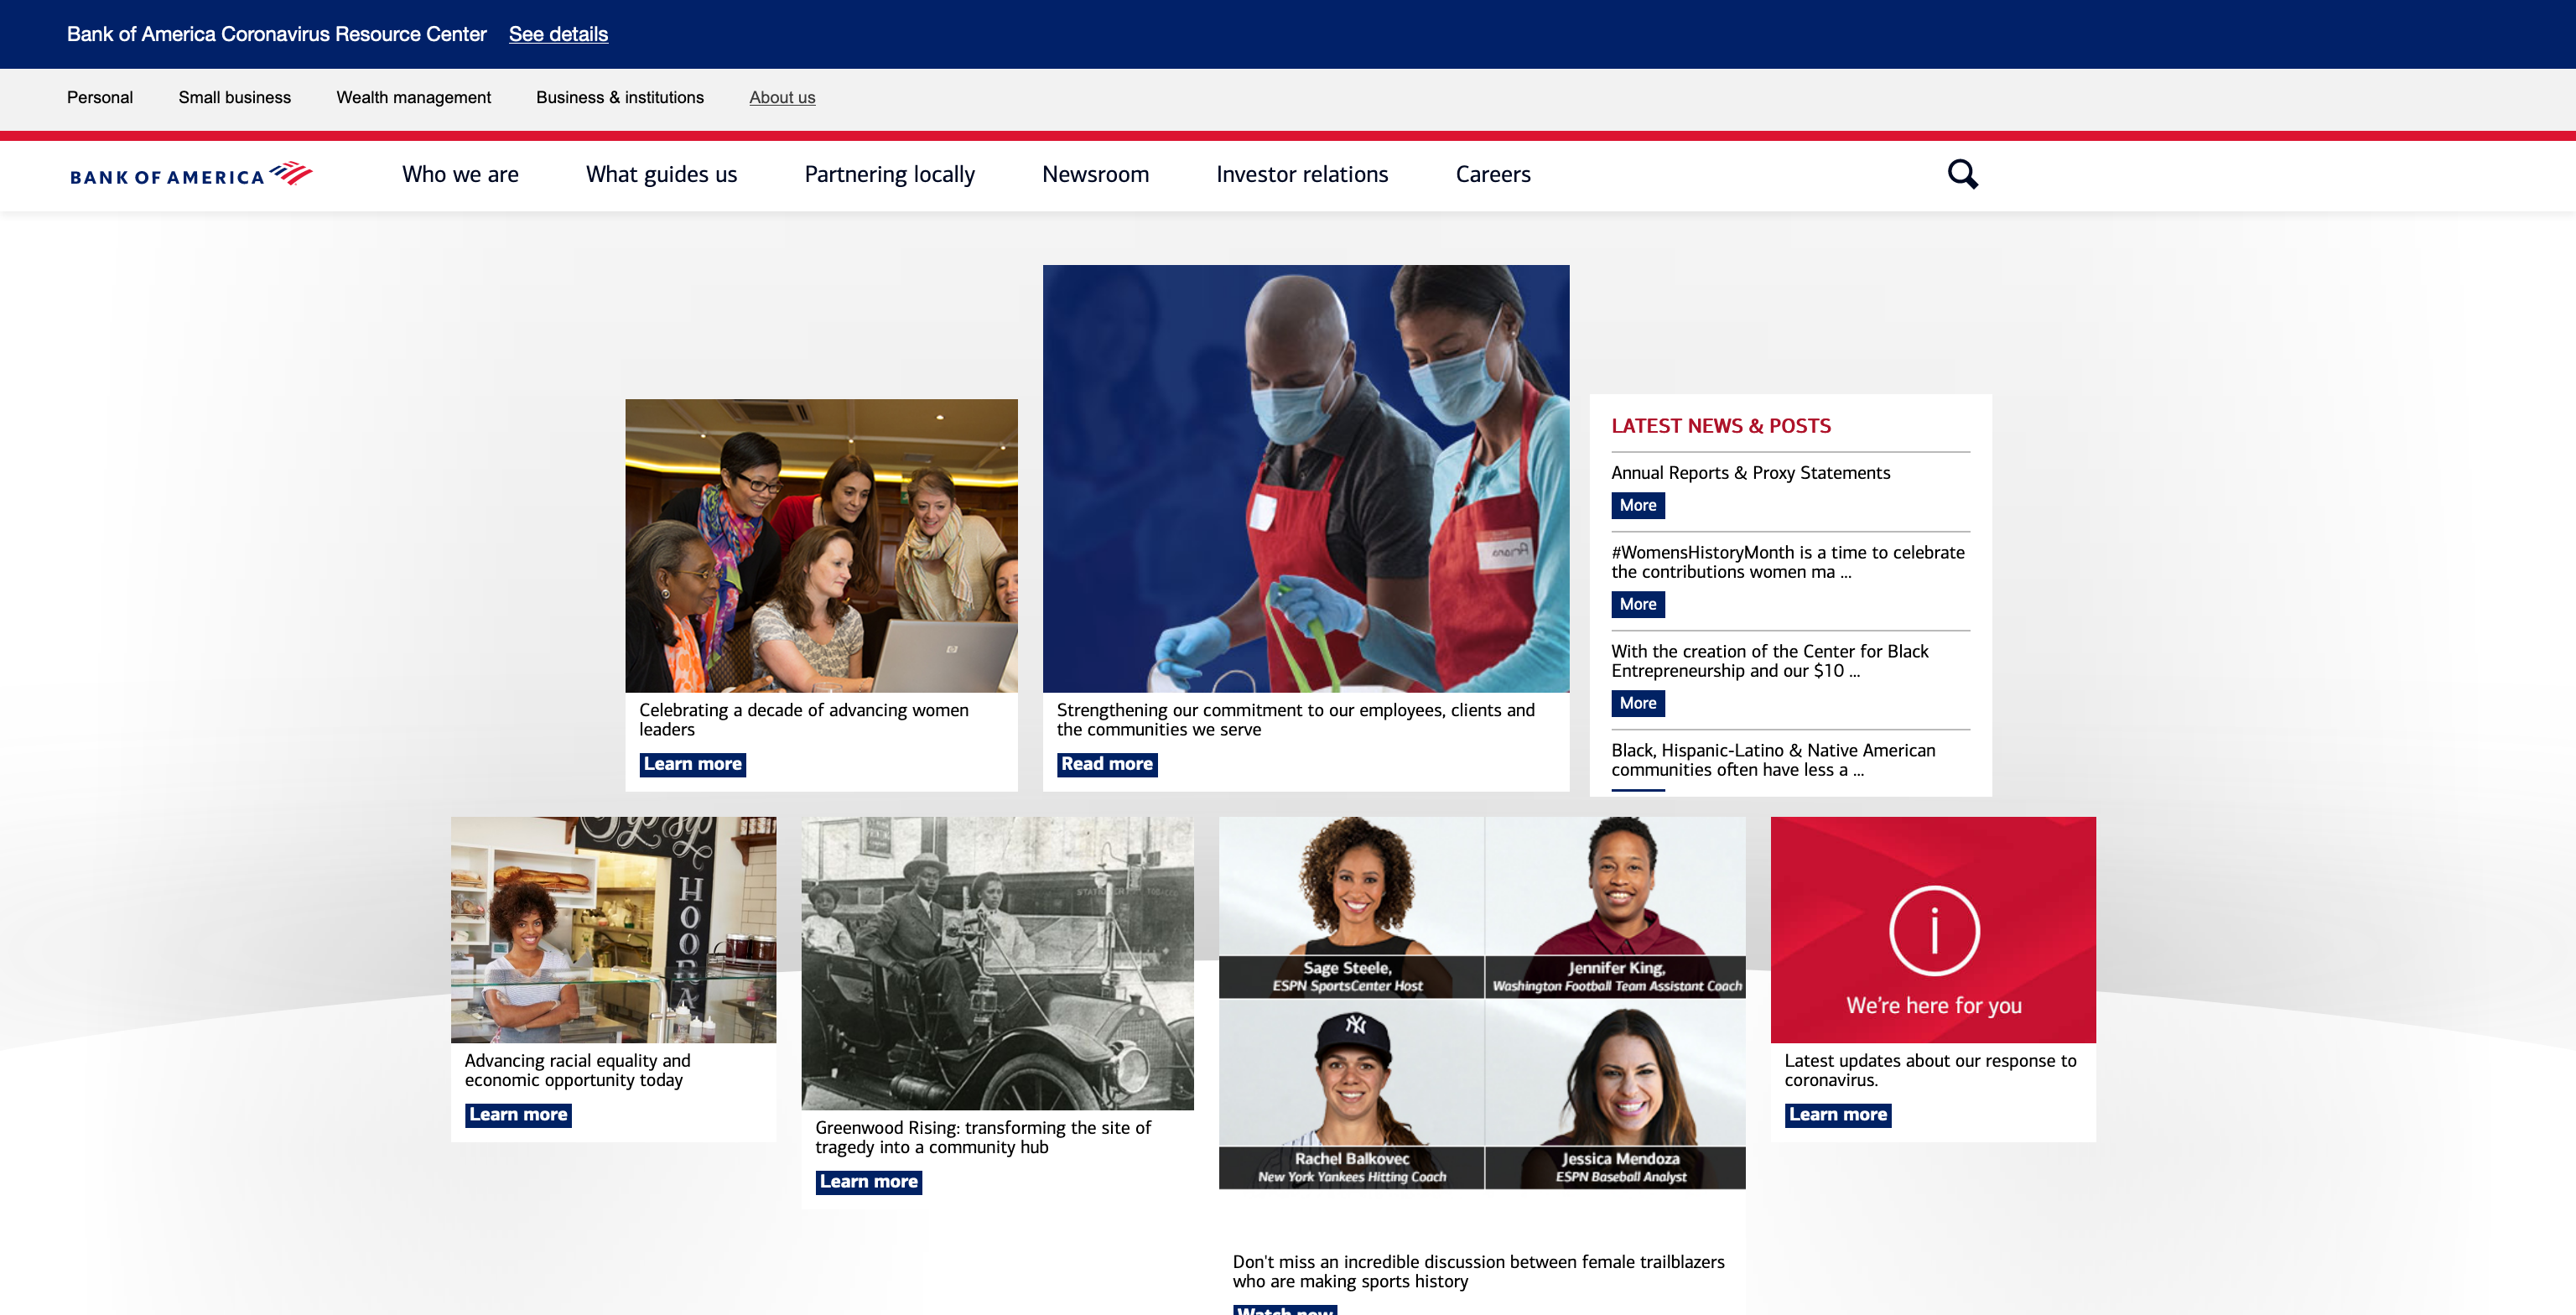 Bank of America Coronavirus Resource Center See details
Personal Small business Wealth management Business & institutions About us
BANK OF AMERICA Who we are What guides us Partnering locally Newsroom Investor relations Careers
Celebrating a decade of advancing women
leaders
Learn more
Strengthening our commitment to our employees, clients and
the communities we serve
Read more
LATEST NEWS & POSTS
Annual Reports & Proxy Statements
More
#WomensHistoryMonth is a time to celebrate
the contributions women ma ...
More
With the creation of the Center for Black
Entrepreneurship and our $10 ...
More
Black, Hispanic-Latino & Native American
communities often have less a ...
HOORA
Advancing racial equality and
economic opportunity today
Learn more
Greenwood Rising: transforming the site of
tragedy into a community hub
Learn more
Sage Steele,
ESPN SportsCenter Host
Jennifer King,
Washington Football Team Assistant Coach
NY
Rachel Balkovec
New York Yankees Hitting Coach
Jessica Mendoza
ESPN Baseball Analyst
Don't miss an incredible discussion between female trailblazers
who are making sports history
Watch now
i
We're here for you
Latest updates about our response to
coronavirus.
Learn more